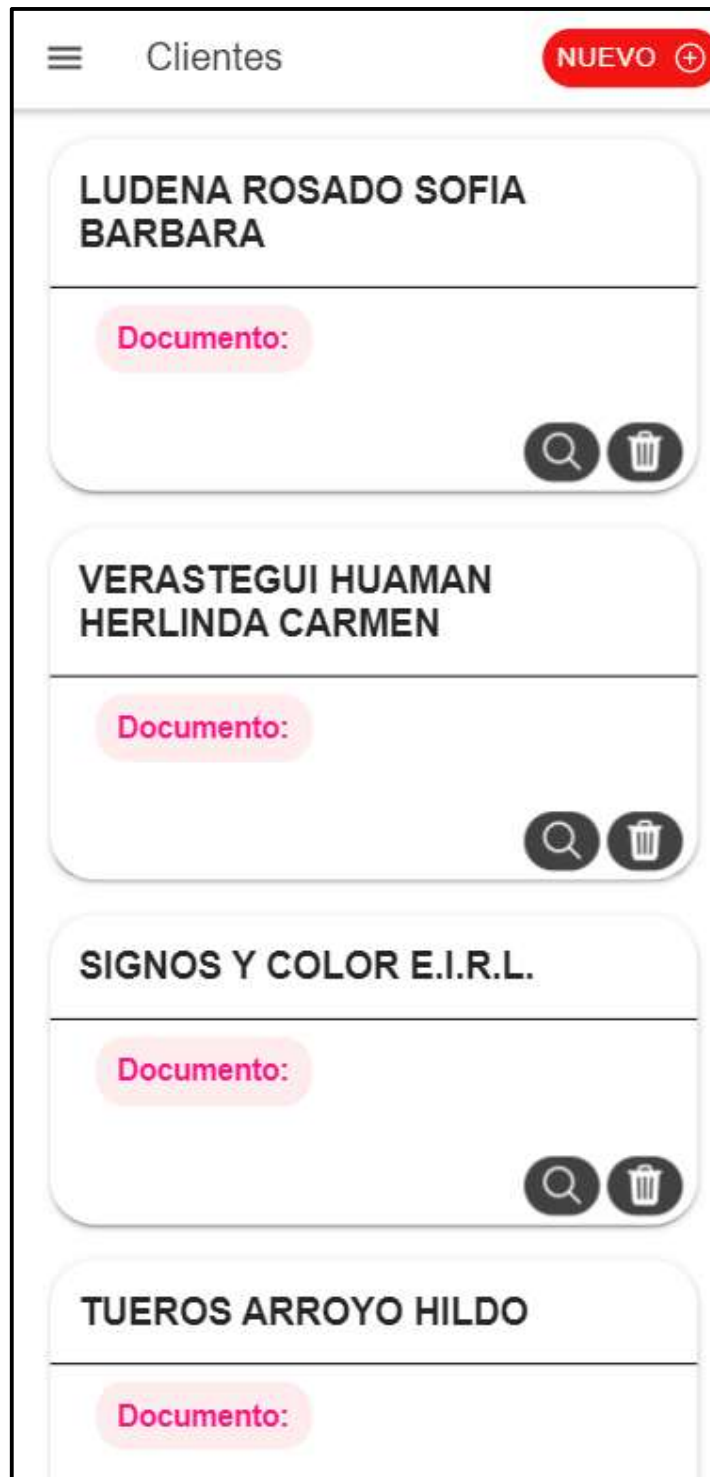 Clientes
NUEVO
LUDENA ROSADO SOFIA
BARBARA
Documento:
VERASTEGUI HUAMAN
HERLINDA CARMEN
Documento:
SIGNOS Y COLOR E.I.R.L.
Documento:
TUEROS ARROYO HILDO
Documento: